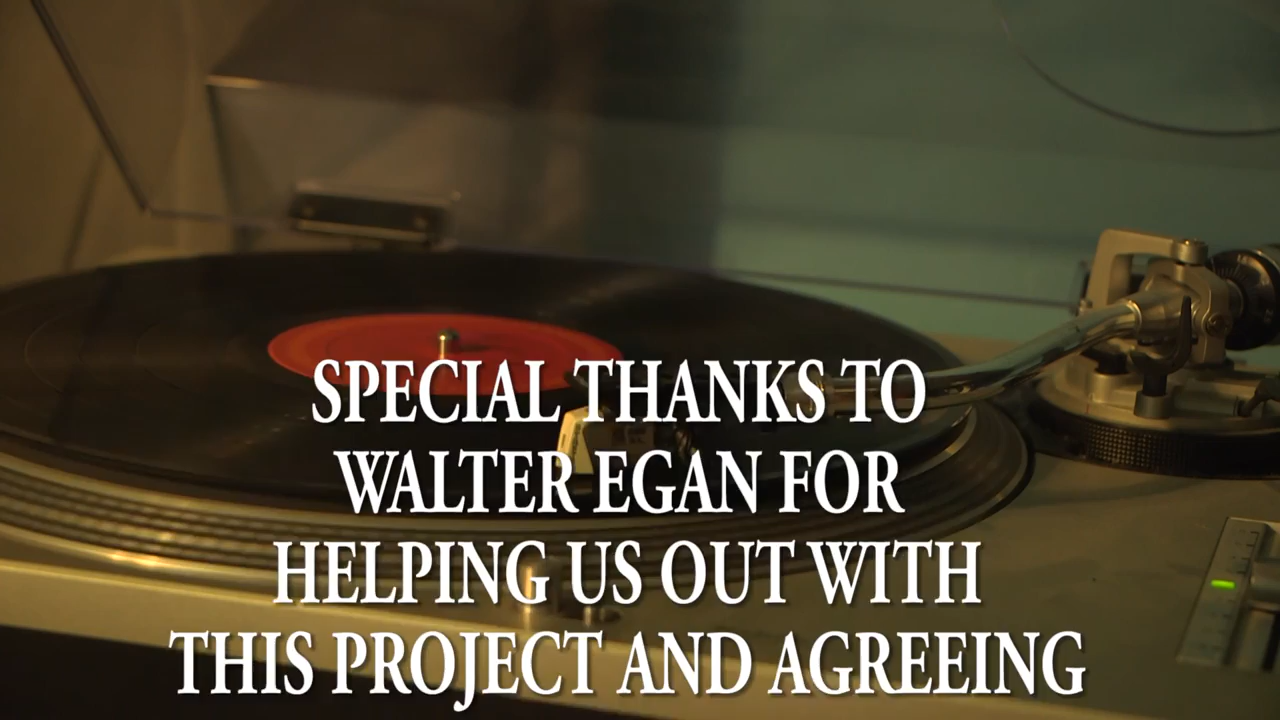 SPECIAL THANKS TO
WALTER EGAN FOR
HELPING US OUT WITH
THIS PROJECT AND AGREEING